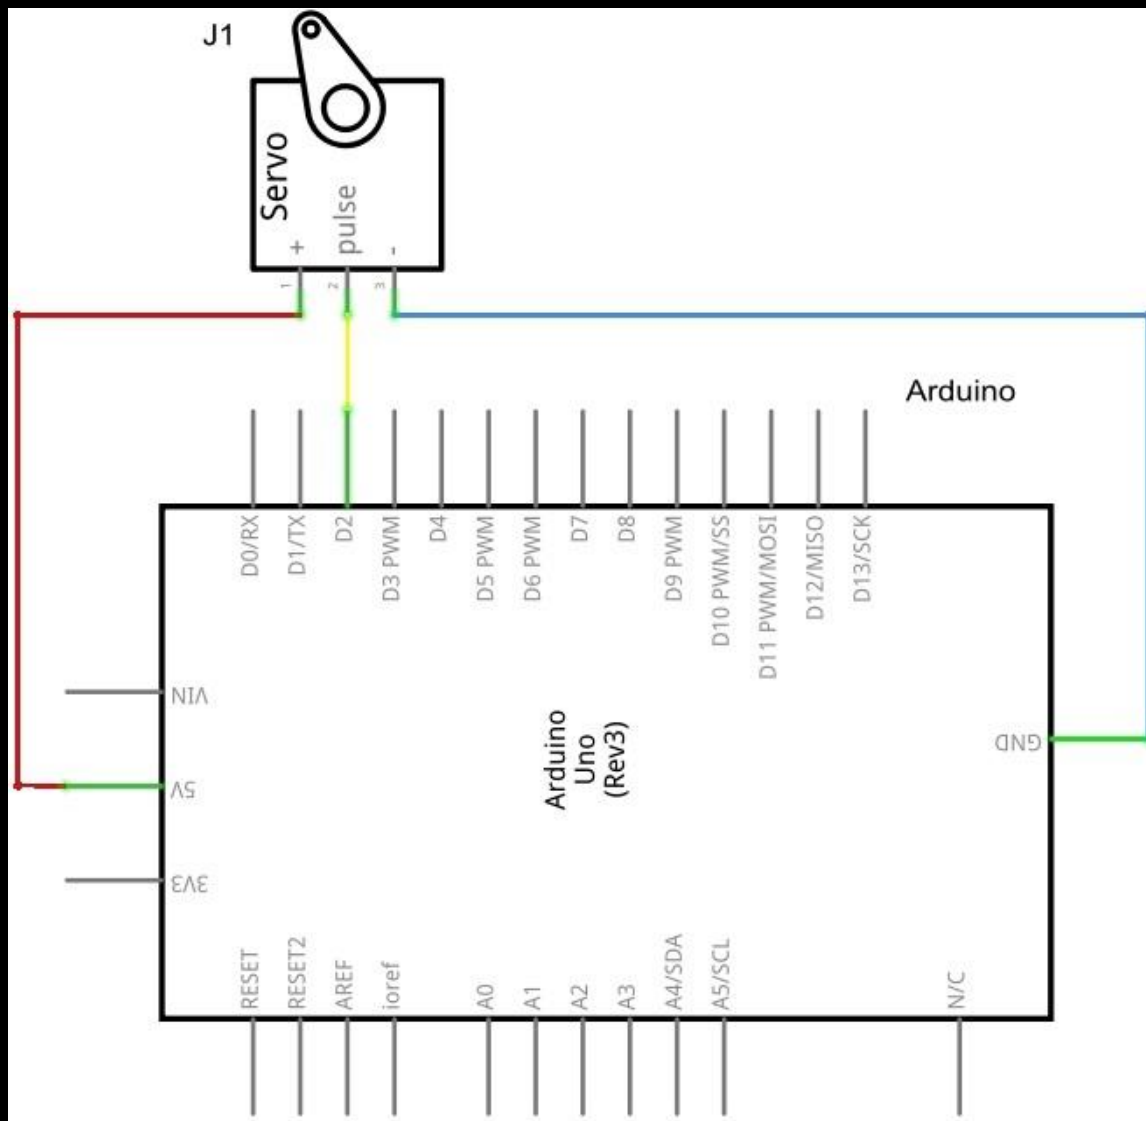 J1
Servo
+
pulse
-
1
2
3
Arduino
D0/RX
D1/TX
D2
D3 PWM
D4
D5 PWM
D6 PWM
D7
D8
D9 PWM
D10 PWM/SS
D11 PWM/MOSI
D12/MISO
D13/SCK
VIN
5V
3V3
Arduino
Uno
(Rev3)
GND
RESET
RESET2
AREF
ioref
A0
A1
A2
A3
A4/SDA
A5/SCL
N/C